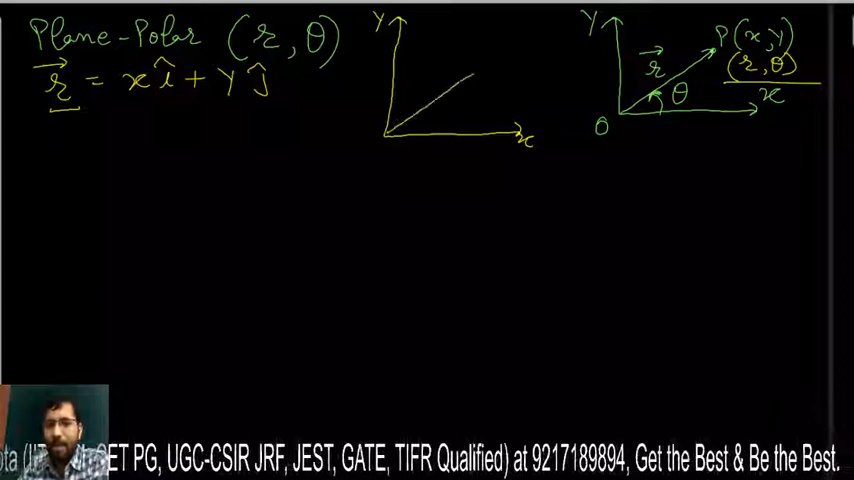 Plane-Polar (r, θ)
r⃗ = x î + y ĵ
Y
x
Y
P(x, y)
(r, θ)
r⃗
θ
x
O
GATE, TIFR Qualified) at 9217189894, Get the Best & Be the Best.
ET PG, UGC-CSIR JRF, JEST,